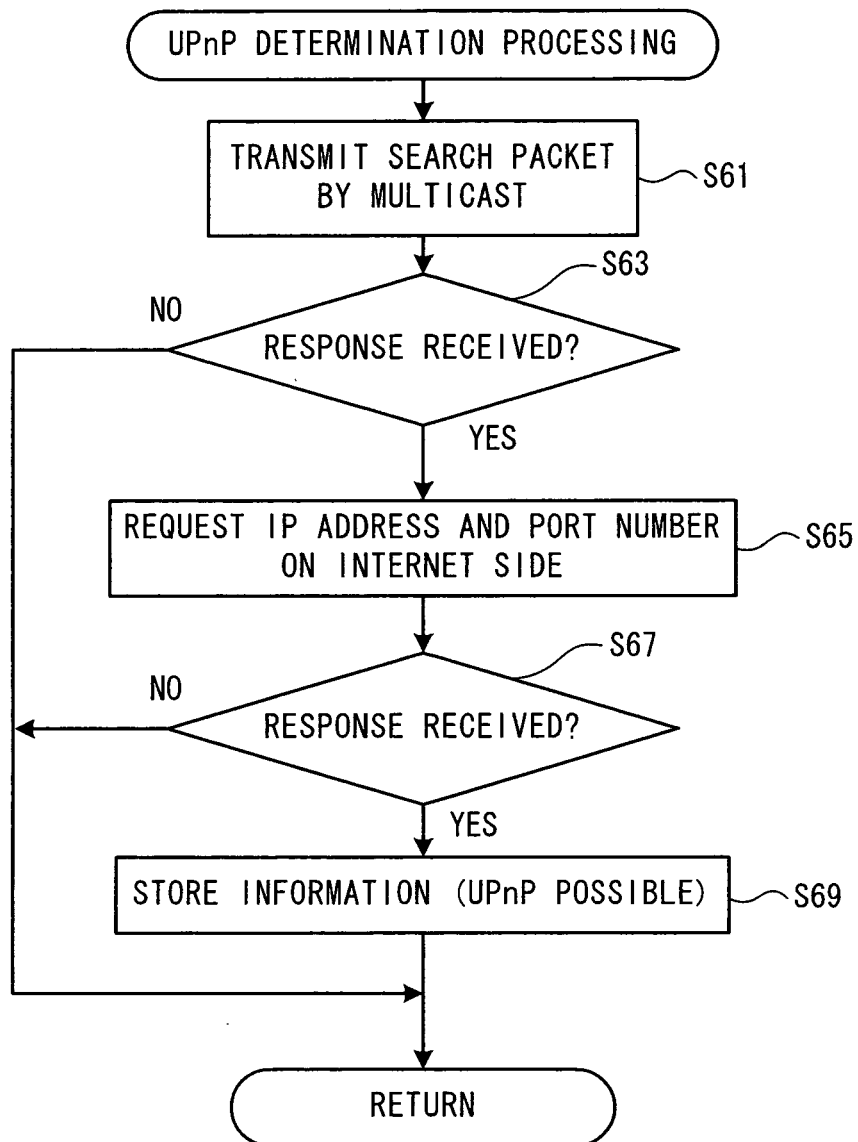 UPnP DETERMINATION PROCESSING
TRANSMIT SEARCH PACKET
BY MULTICAST
S61
S63
NO
RESPONSE RECEIVED?
YES
REQUEST IP ADDRESS AND PORT NUMBER
ON INTERNET SIDE
S65
S67
NO
RESPONSE RECEIVED?
YES
STORE INFORMATION (UPnP POSSIBLE)
S69
RETURN